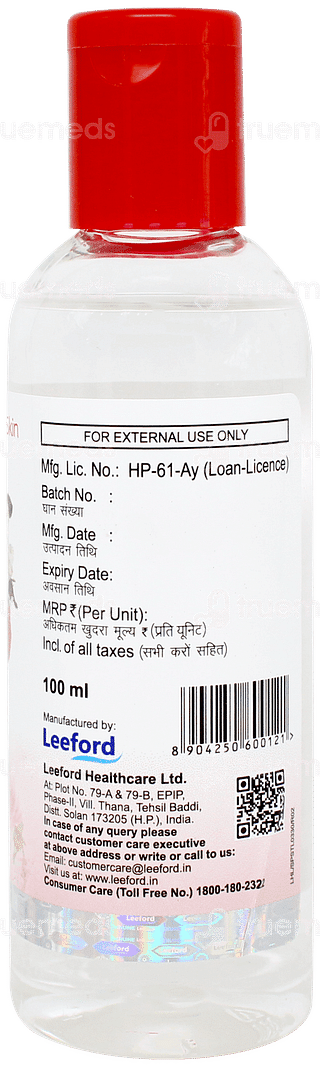 truemeds
truemeds
Skin
FOR EXTERNAL USE ONLY
Mfg. Lic. No.: HP-61-Ay (Loan-Licence)
Batch No. :
घान संख्या
Mfg. Date :
उत्पादन तिथि
Expiry Date:
अवसान तिथि
MRP ₹ (Per Unit):
अधिकतम खुदरा मूल्य ₹ (प्रति यूनिट)
Incl. of all taxes (सभी करों सहित)
100 ml
8 904250 600121 >
Manufactured by:
Leeford
Leeford Healthcare Ltd.
At: Plot No. 79-A & 79-B, EPIP,
Phase-II, Vill. Thana, Tehsil Baddi,
Distt. Solan 173205 (H.P.), India.
In case of any query please
contact customer care executive
at above address or write or call to us:
Email: customercare@leeford.in
Visit us at: www.leeford.in
Consumer Care (Toll Free No.) 1800-180-232
Leeford